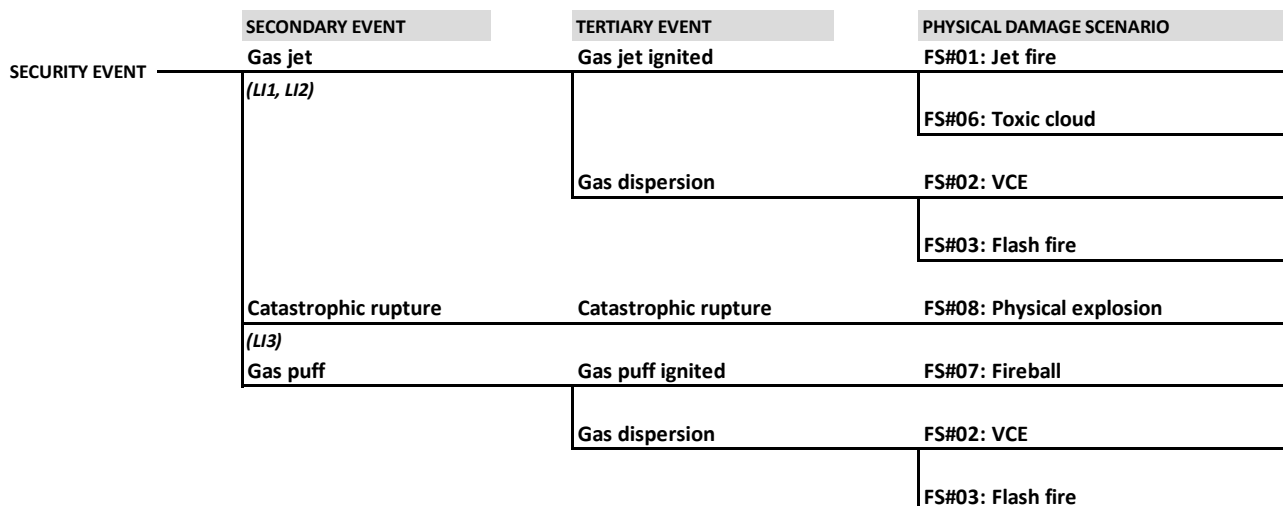 SECONDARY EVENT TERTIARY EVENT PHYSICAL DAMAGE SCENARIO
Gas jet Gas jet ignited FS#01: Jet fire
SECURITY EVENT
(LI1, LI2)
FS#06: Toxic cloud
Gas dispersion FS#02: VCE
FS#03: Flash fire
Catastrophic rupture Catastrophic rupture FS#08: Physical explosion
(LI3)
Gas puff Gas puff ignited FS#07: Fireball
Gas dispersion FS#02: VCE
FS#03: Flash fire